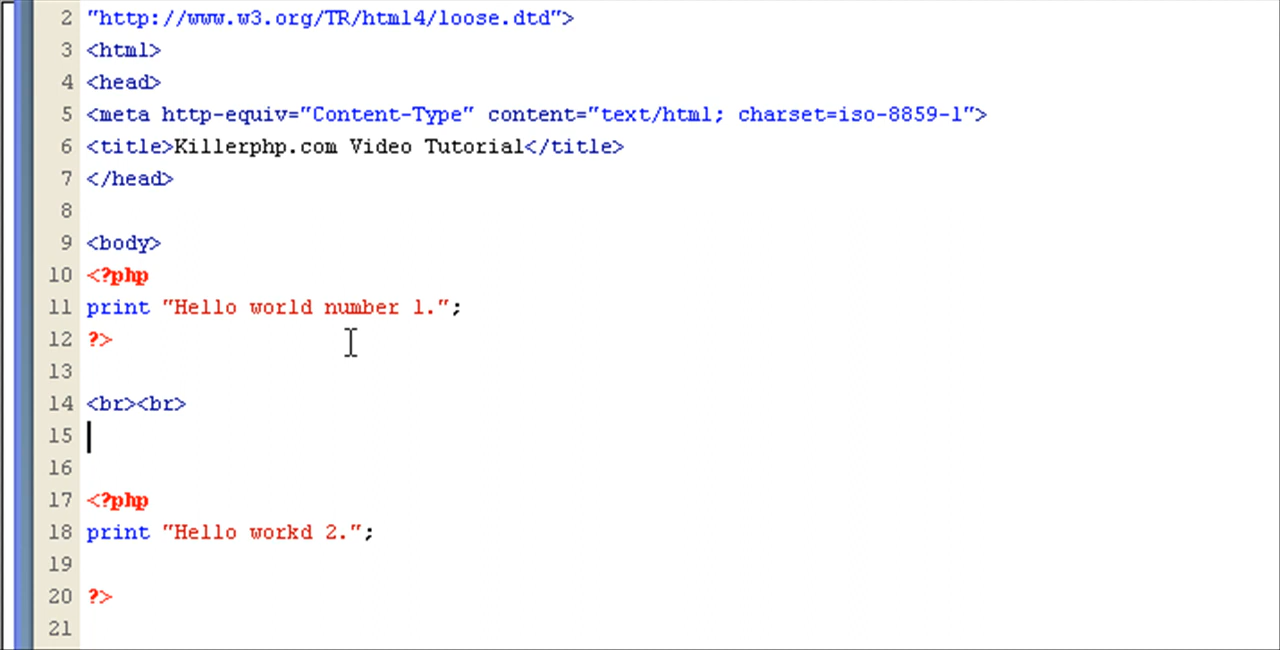 2 "http://www.w3.org/TR/html4/loose.dtd">
3 <html>
4 <head>
5 <meta http-equiv="Content-Type" content="text/html; charset=iso-8859-1">
6 <title>Killerphp.com Video Tutorial</title>
7 </head>
8
9 <body>
10 <?php
11 print "Hello world number 1.";
12 ?>
13
14 <br><br>
15
16
17 <?php
18 print "Hello workd 2.";
19
20 ?>
21